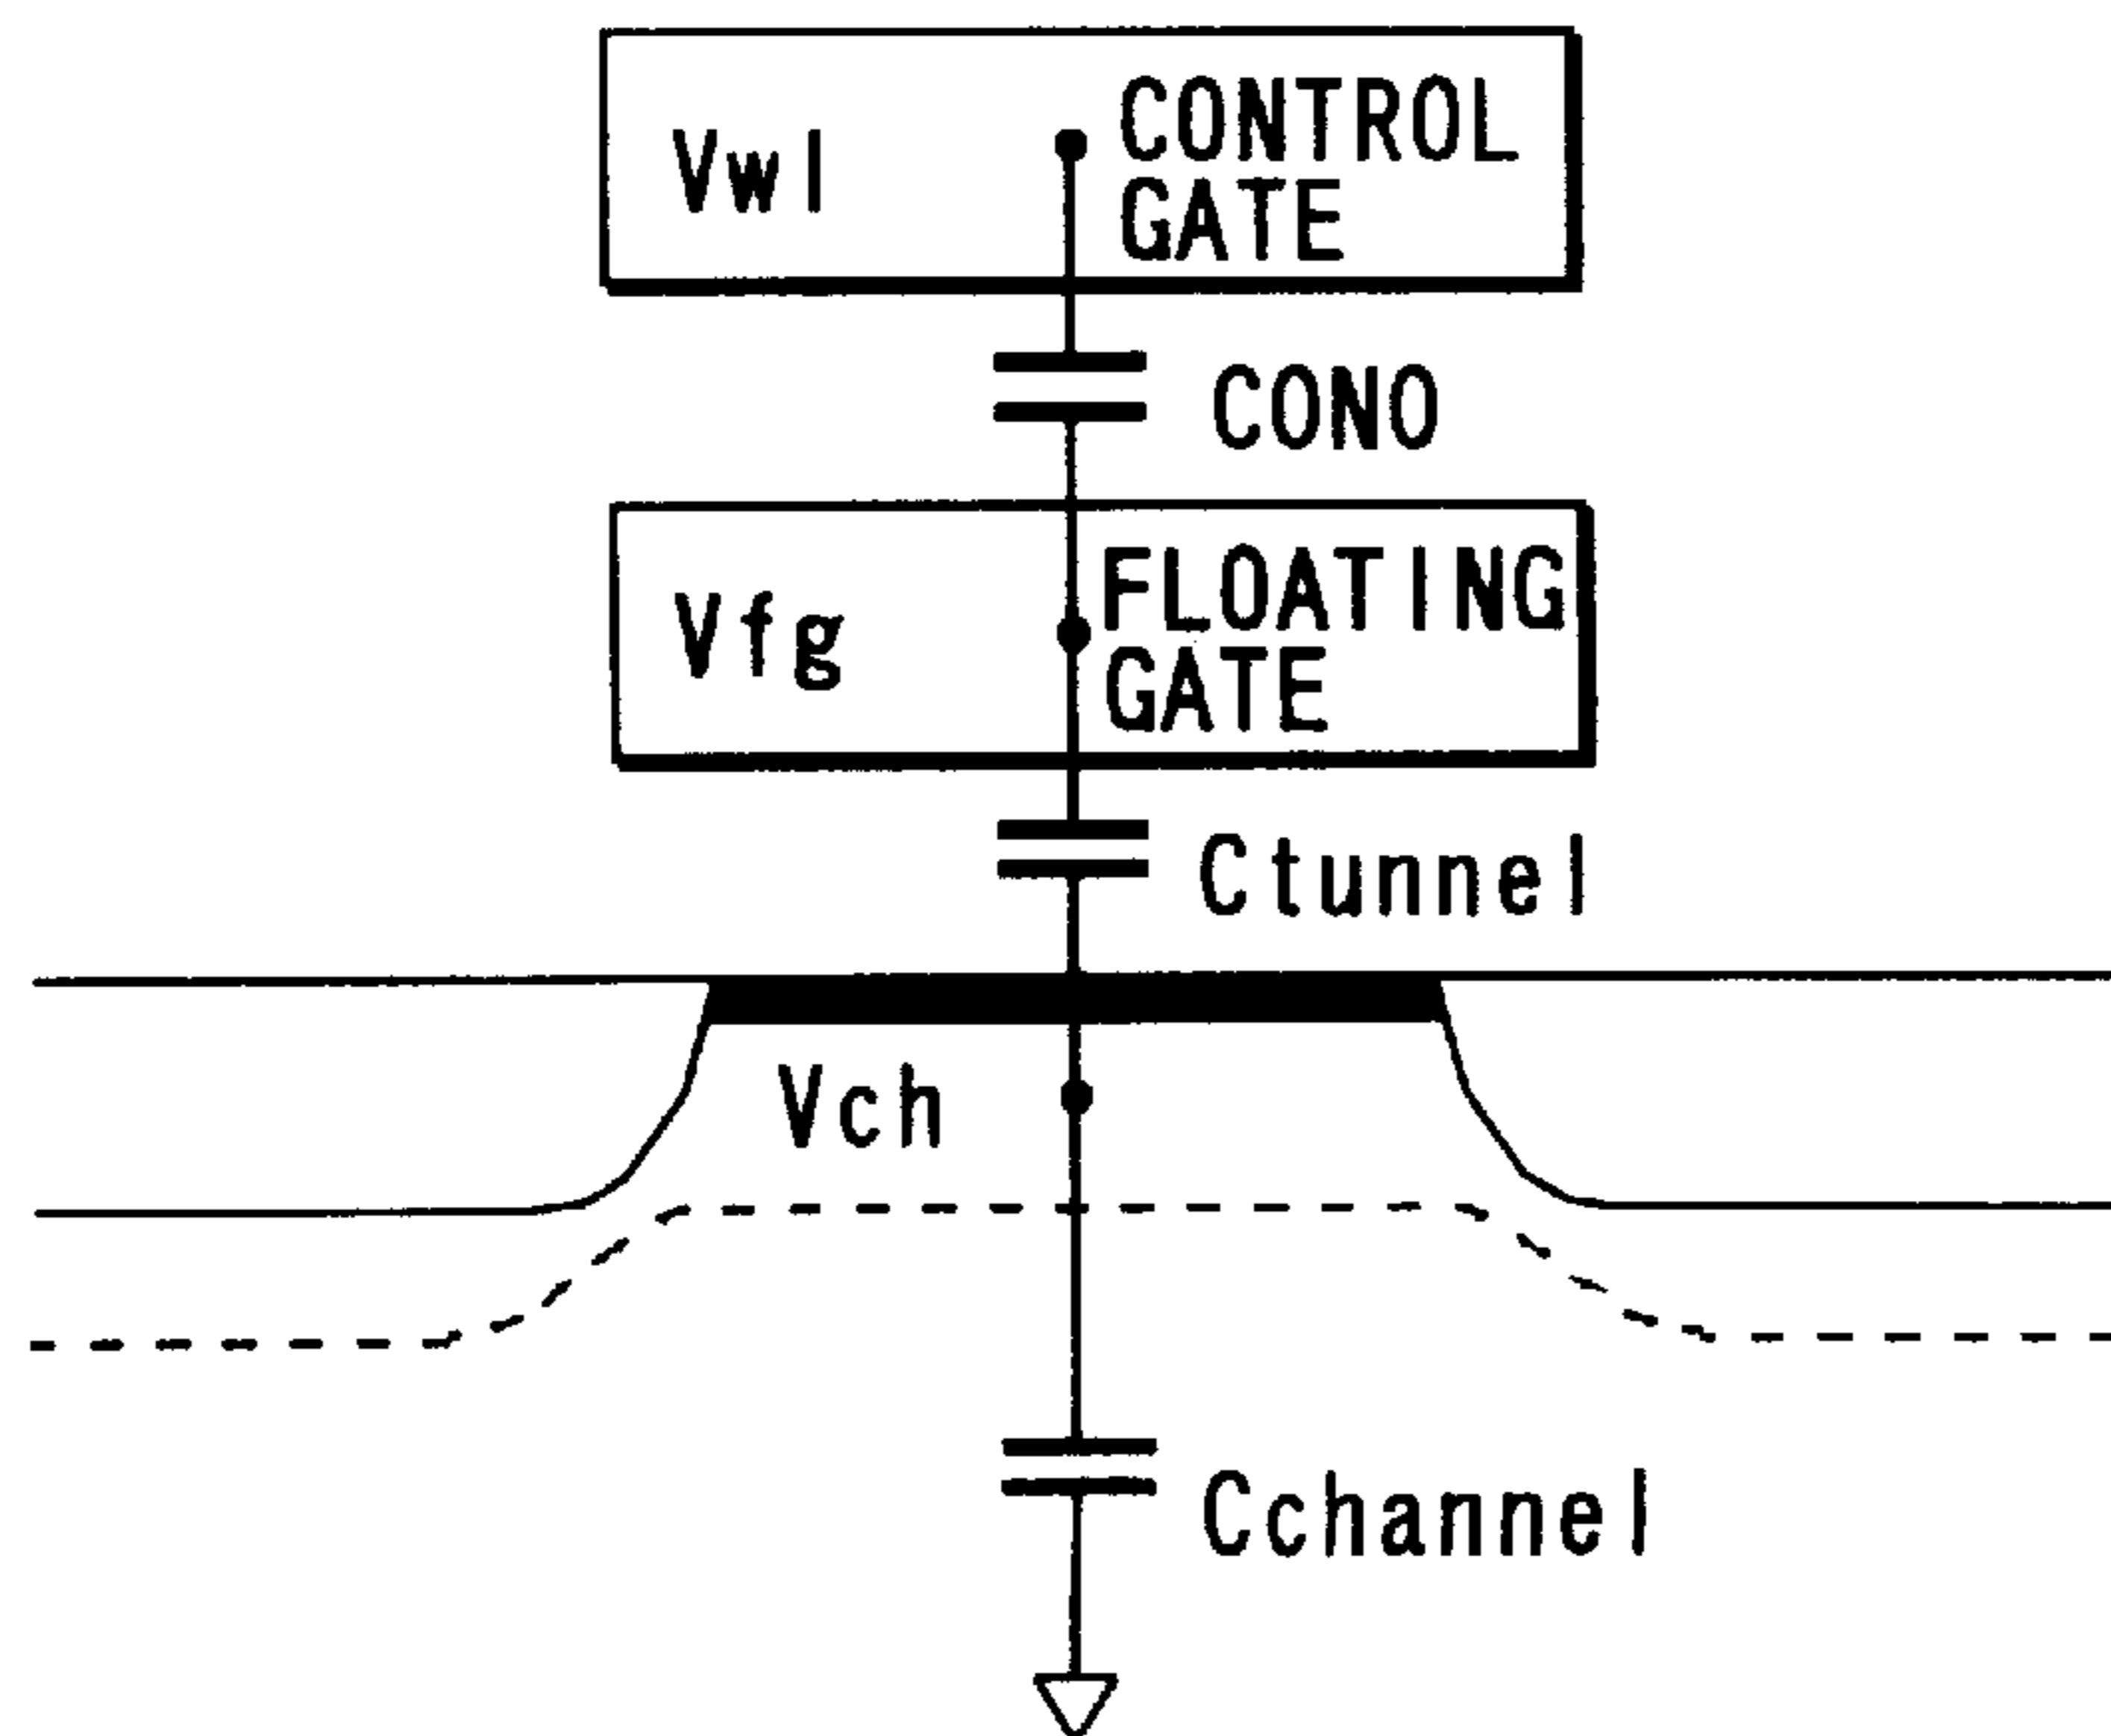 Vwl
CONTROL
GATE
CONO
Vfg
FLOATING
GATE
Ctunnel
Vch
Cchannel